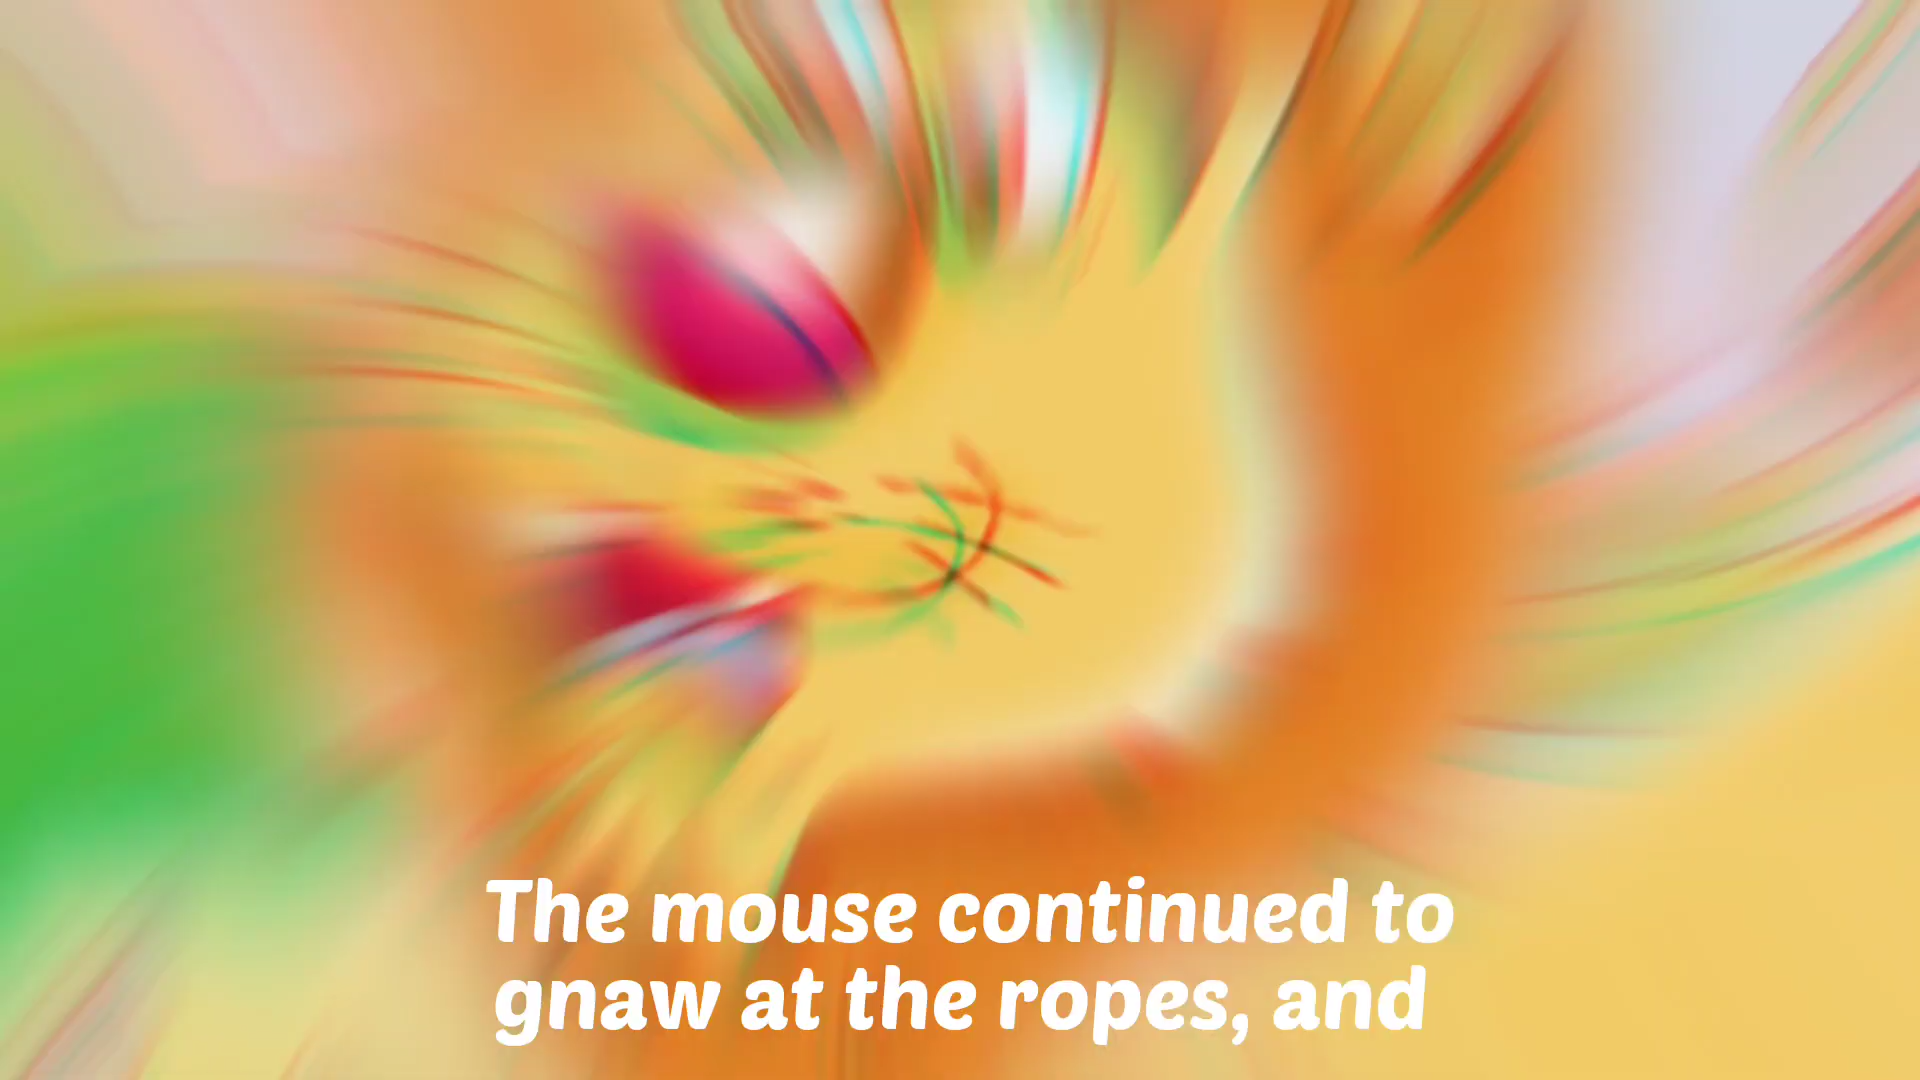 The mouse continued to
gnaw at the ropes, and